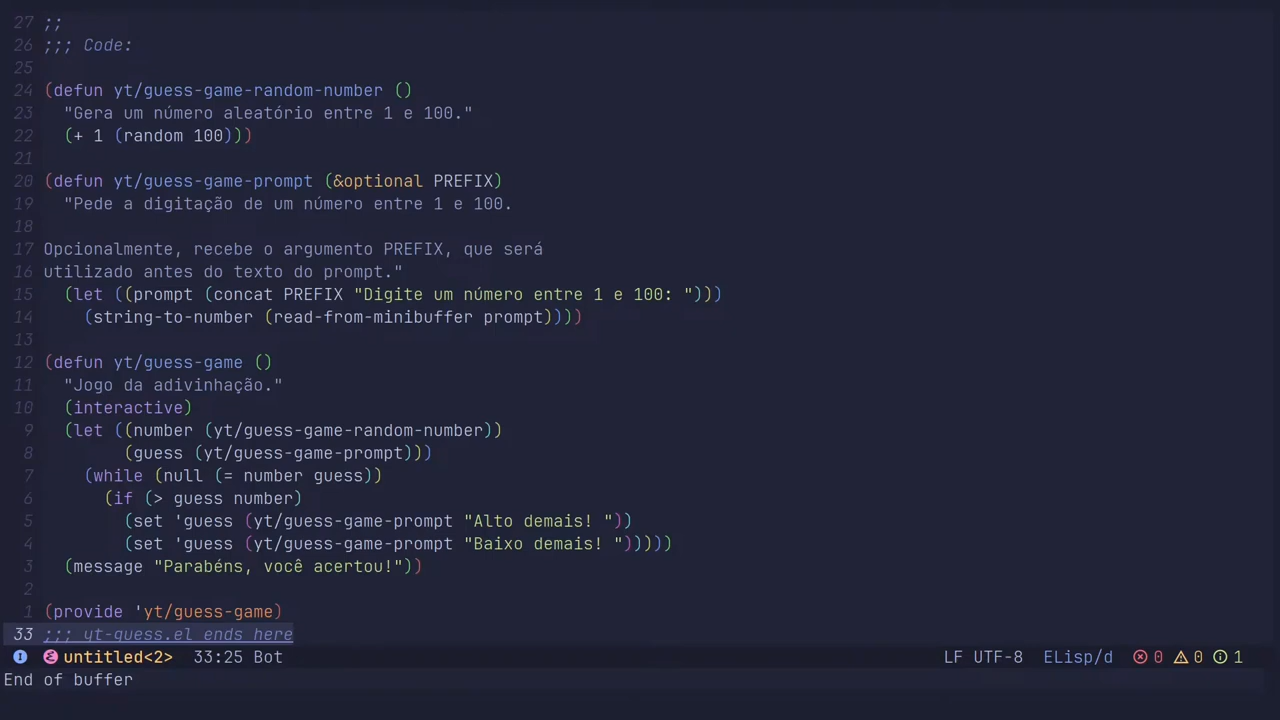 27 ;;
26 ;;; Code:
25
24 (defun yt/guess-game-random-number ()
23   "Gera um número aleatório entre 1 e 100."
22   (+ 1 (random 100)))
21
20 (defun yt/guess-game-prompt (&optional PREFIX)
19   "Pede a digitação de um número entre 1 e 100.
18
17 Opcionalmente, recebe o argumento PREFIX, que será
16 utilizado antes do texto do prompt."
15   (let ((prompt (concat PREFIX "Digite um número entre 1 e 100: ")))
14     (string-to-number (read-from-minibuffer prompt))))
13
12 (defun yt/guess-game ()
11   "Jogo da adivinhação."
10   (interactive)
9   (let ((number (yt/guess-game-random-number))
8         (guess (yt/guess-game-prompt)))
7     (while (null (= number guess))
6       (if (> guess number)
5         (set 'guess (yt/guess-game-prompt "Alto demais! "))
4         (set 'guess (yt/guess-game-prompt "Baixo demais! ")))))
3   (message "Parabéns, você acertou!"))
2
1 (provide 'yt/guess-game)
33 ;;; yt-guess.el ends here
I untitled<2> 33:25 Bot LF UTF-8 ELisp/d 0 0 1
End of buffer